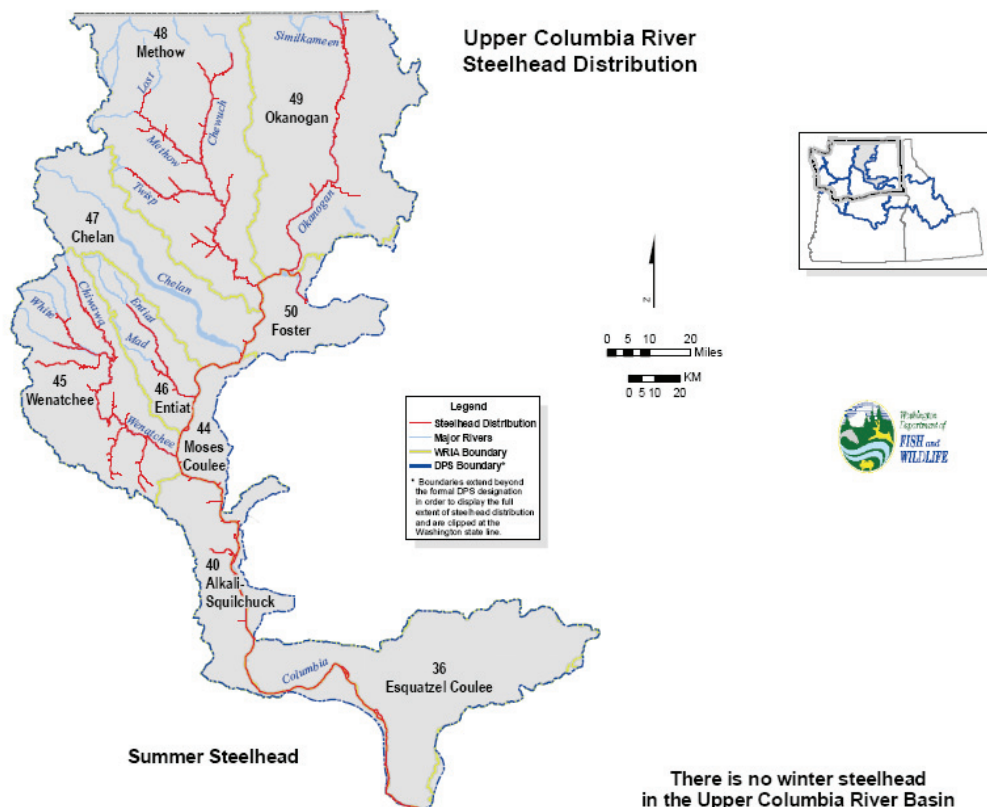 Upper Columbia River
Steelhead Distribution
48
Methow
Similkameen
Lost
Chewuch
49
Okanogan
Methow
Twisp
Okanogan
47
Chelan
Chelan
50
Foster
White
Chiwawa
Entiat
Mad
45
Wenatchee
46
Entiat
Wenatchee
44
Moses
Coulee
40
Alkali-
Squilchuck
Columbia
36
Esquatzel Coulee
N
0 5 10 20
Miles
KM
0 5 10 20
Legend
Steelhead Distribution
Major Rivers
WRIA Boundary
DPS Boundary*
* Boundaries extend beyond
the formal DPS designation
in order to display the full
extent of steelhead distribution
and are clipped at the
Washington state line.
Washington
Department of
FISH and
WILDLIFE
Summer Steelhead
There is no winter steelhead
in the Upper Columbia River Basin